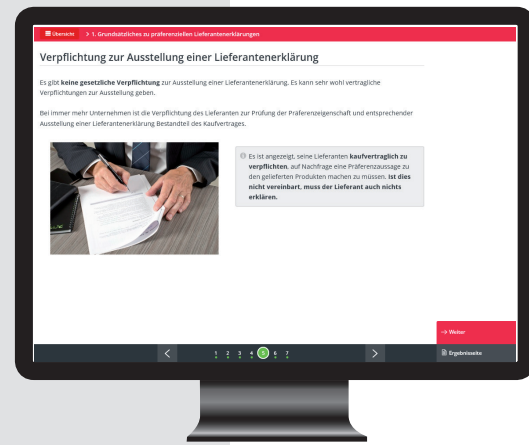 Übersicht > 1. Grundsätzliches zu präferenziellen Lieferantenerklärungen
Verpflichtung zur Ausstellung einer Lieferantenerklärung
Es gibt keine gesetzliche Verpflichtung zur Ausstellung einer Lieferantenerklärung. Es kann sehr wohl vertragliche
Verpflichtungen zur Ausstellung geben.
Bei immer mehr Unternehmen ist die Verpflichtung des Lieferanten zur Prüfung der Präferenzeigenschaft und entsprechender
Ausstellung einer Lieferantenerklärung Bestandteil des Kaufvertrages.
Es ist angezeigt, seine Lieferanten kaufvertraglich zu
verpflichten, auf Nachfrage eine Präferenzaussage zu
den gelieferten Produkten machen zu müssen. Ist dies
nicht vereinbart, muss der Lieferant auch nichts
erklären.
→ Weiter
1 2 3 4 5 6 7
Ergebnisseite